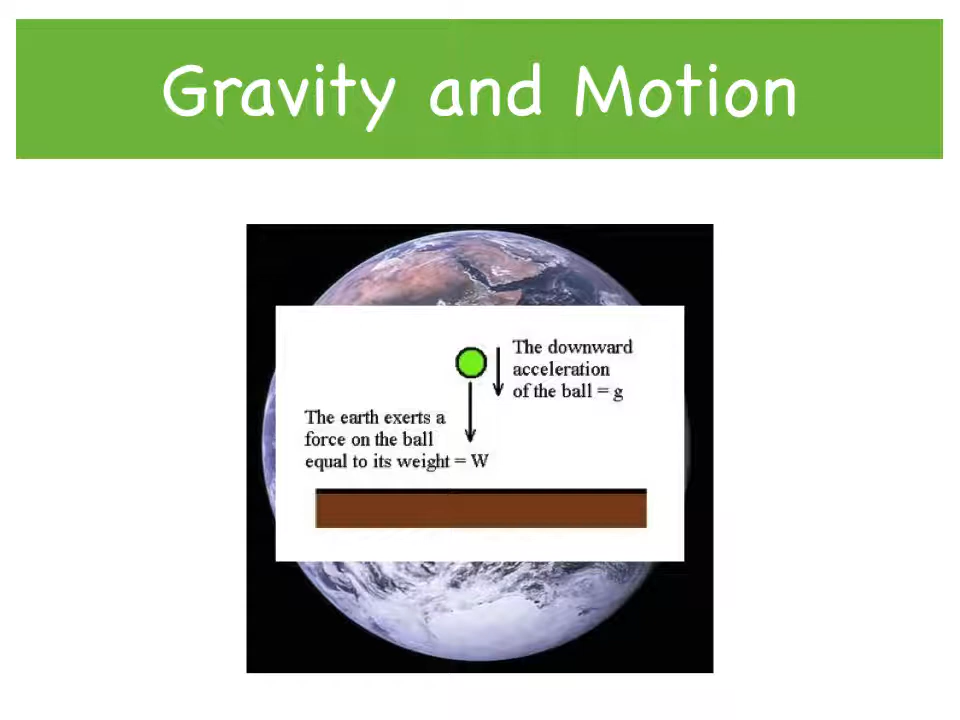 Gravity and Motion
The downward
acceleration
of the ball = g
The earth exerts a
force on the ball
equal to its weight = W